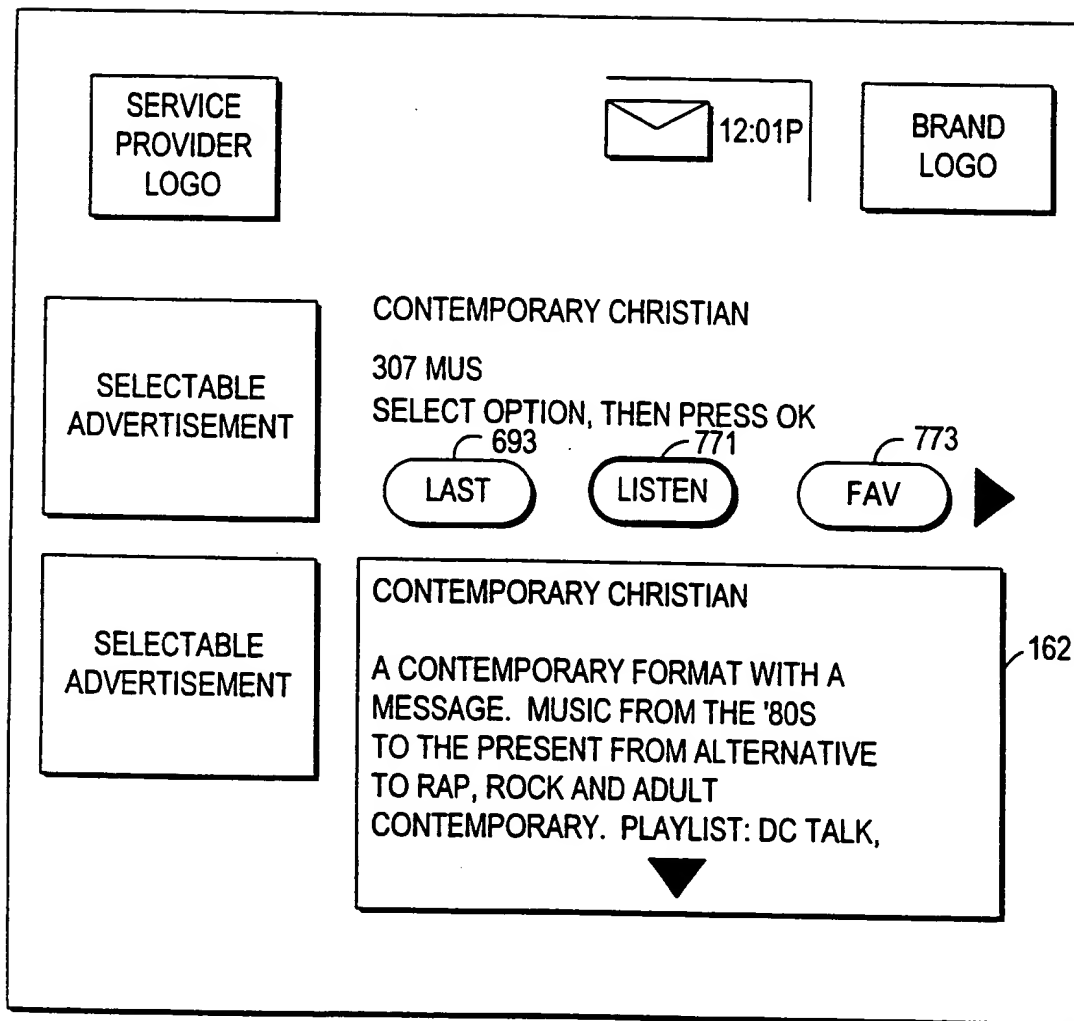 SERVICE
PROVIDER
LOGO
12:01P
BRAND
LOGO
SELECTABLE
ADVERTISEMENT
CONTEMPORARY CHRISTIAN
307 MUS
SELECT OPTION, THEN PRESS OK
693
771
773
LAST
LISTEN
FAV
SELECTABLE
ADVERTISEMENT
CONTEMPORARY CHRISTIAN
A CONTEMPORARY FORMAT WITH A
MESSAGE. MUSIC FROM THE '80S
TO THE PRESENT FROM ALTERNATIVE
TO RAP, ROCK AND ADULT
CONTEMPORARY. PLAYLIST: DC TALK,
162